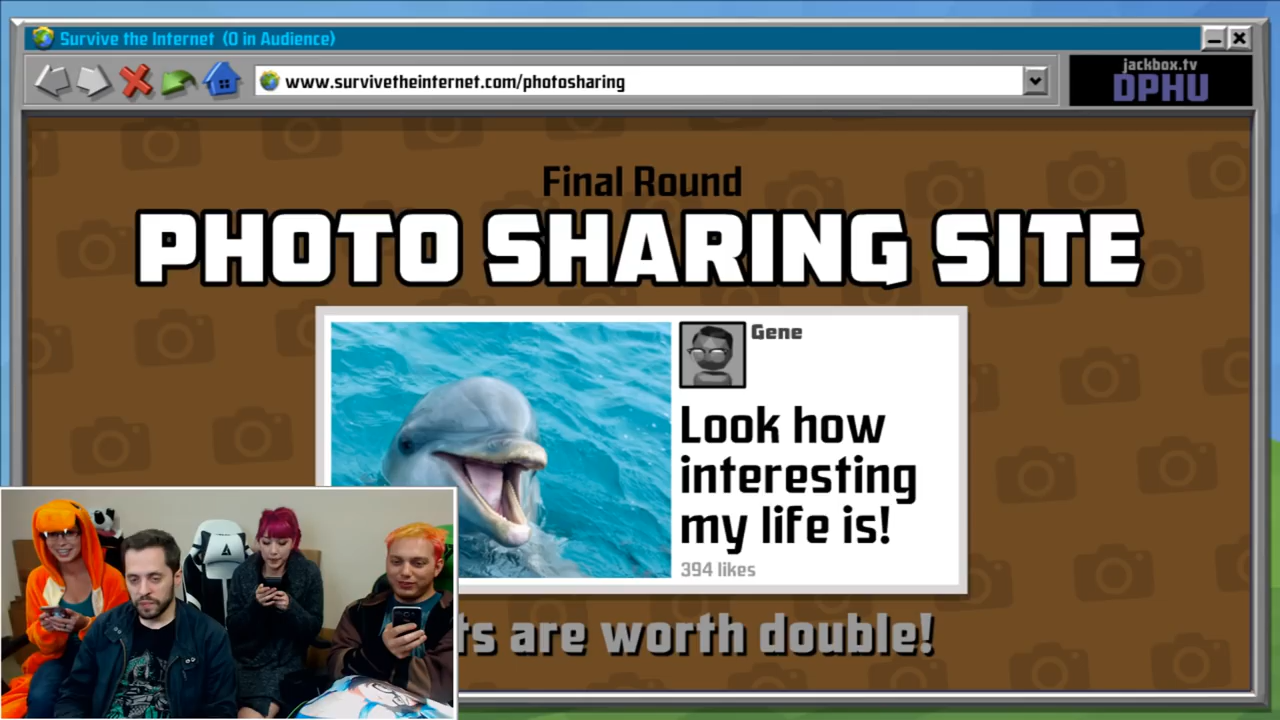 Survive the Internet (0 in Audience)
www.survivetheinternet.com/photosharing
jackbox.tv
DPHU
Final Round
PHOTO SHARING SITE
Gene
Look how
interesting
my life is!
394 likes
are worth double!